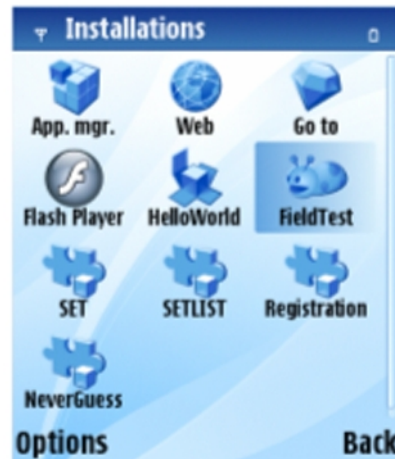 Installations
App. mgr. Web Go to
Flash Player HelloWorld FieldTest
SET SETLIST Registration
NeverGuess
Options Back